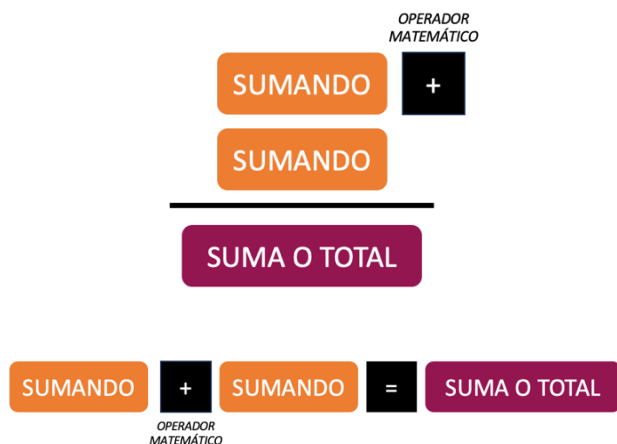 OPERADOR
MATEMÁTICO
SUMANDO +
SUMANDO
SUMA O TOTAL
SUMANDO + SUMANDO = SUMA O TOTAL
OPERADOR
MATEMÁTICO